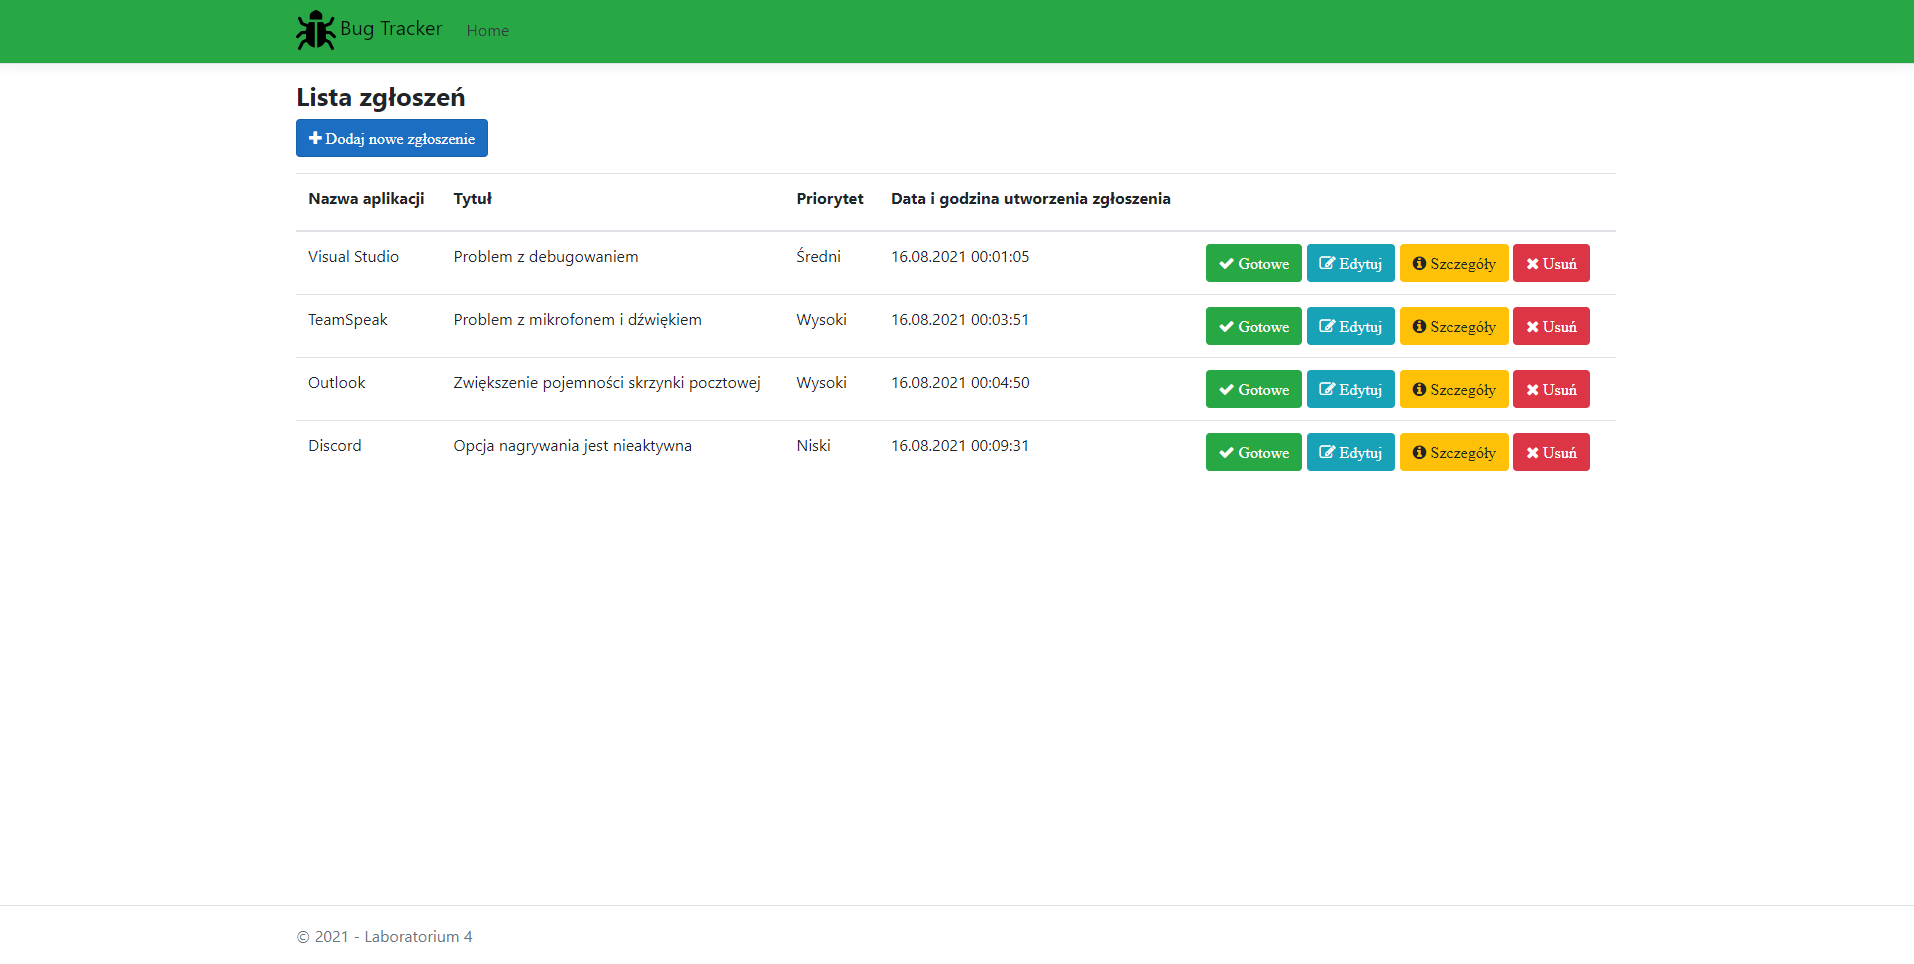 Bug Tracker Home
Lista zgłoszeń
Dodaj nowe zgłoszenie
Nazwa aplikacji Tytuł Priorytet Data i godzina utworzenia zgłoszenia
Visual Studio Problem z debugowaniem Średni 16.08.2021 00:01:05 Gotowe Edytuj Szczegóły Usuń
TeamSpeak Problem z mikrofonem i dźwiękiem Wysoki 16.08.2021 00:03:51 Gotowe Edytuj Szczegóły Usuń
Outlook Zwiększenie pojemności skrzynki pocztowej Wysoki 16.08.2021 00:04:50 Gotowe Edytuj Szczegóły Usuń
Discord Opcja nagrywania jest nieaktywna Niski 16.08.2021 00:09:31 Gotowe Edytuj Szczegóły Usuń
© 2021 - Laboratorium 4